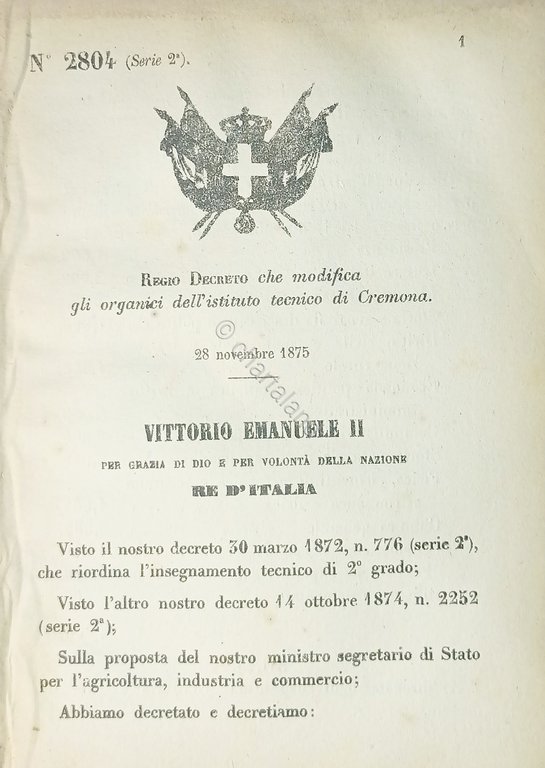 1
N° 2804 (Serie 2ª).
REGIO DECRETO che modifica
gli organici dell'istituto tecnico di Cremona.
28 novembre 1875
VITTORIO EMANUELE II
PER GRAZIA DI DIO E PER VOLONTÀ DELLA NAZIONE
RE D'ITALIA
Visto il nostro decreto 30 marzo 1872, n. 776 (serie 2ª),
che riordina l'insegnamento tecnico di 2° grado;
Visto l'altro nostro decreto 14 ottobre 1874, n. 2252
(serie 2ª);
Sulla proposta del nostro ministro segretario di Stato
per l'agricoltura, industria e commercio;
Abbiamo decretato e decretiamo: